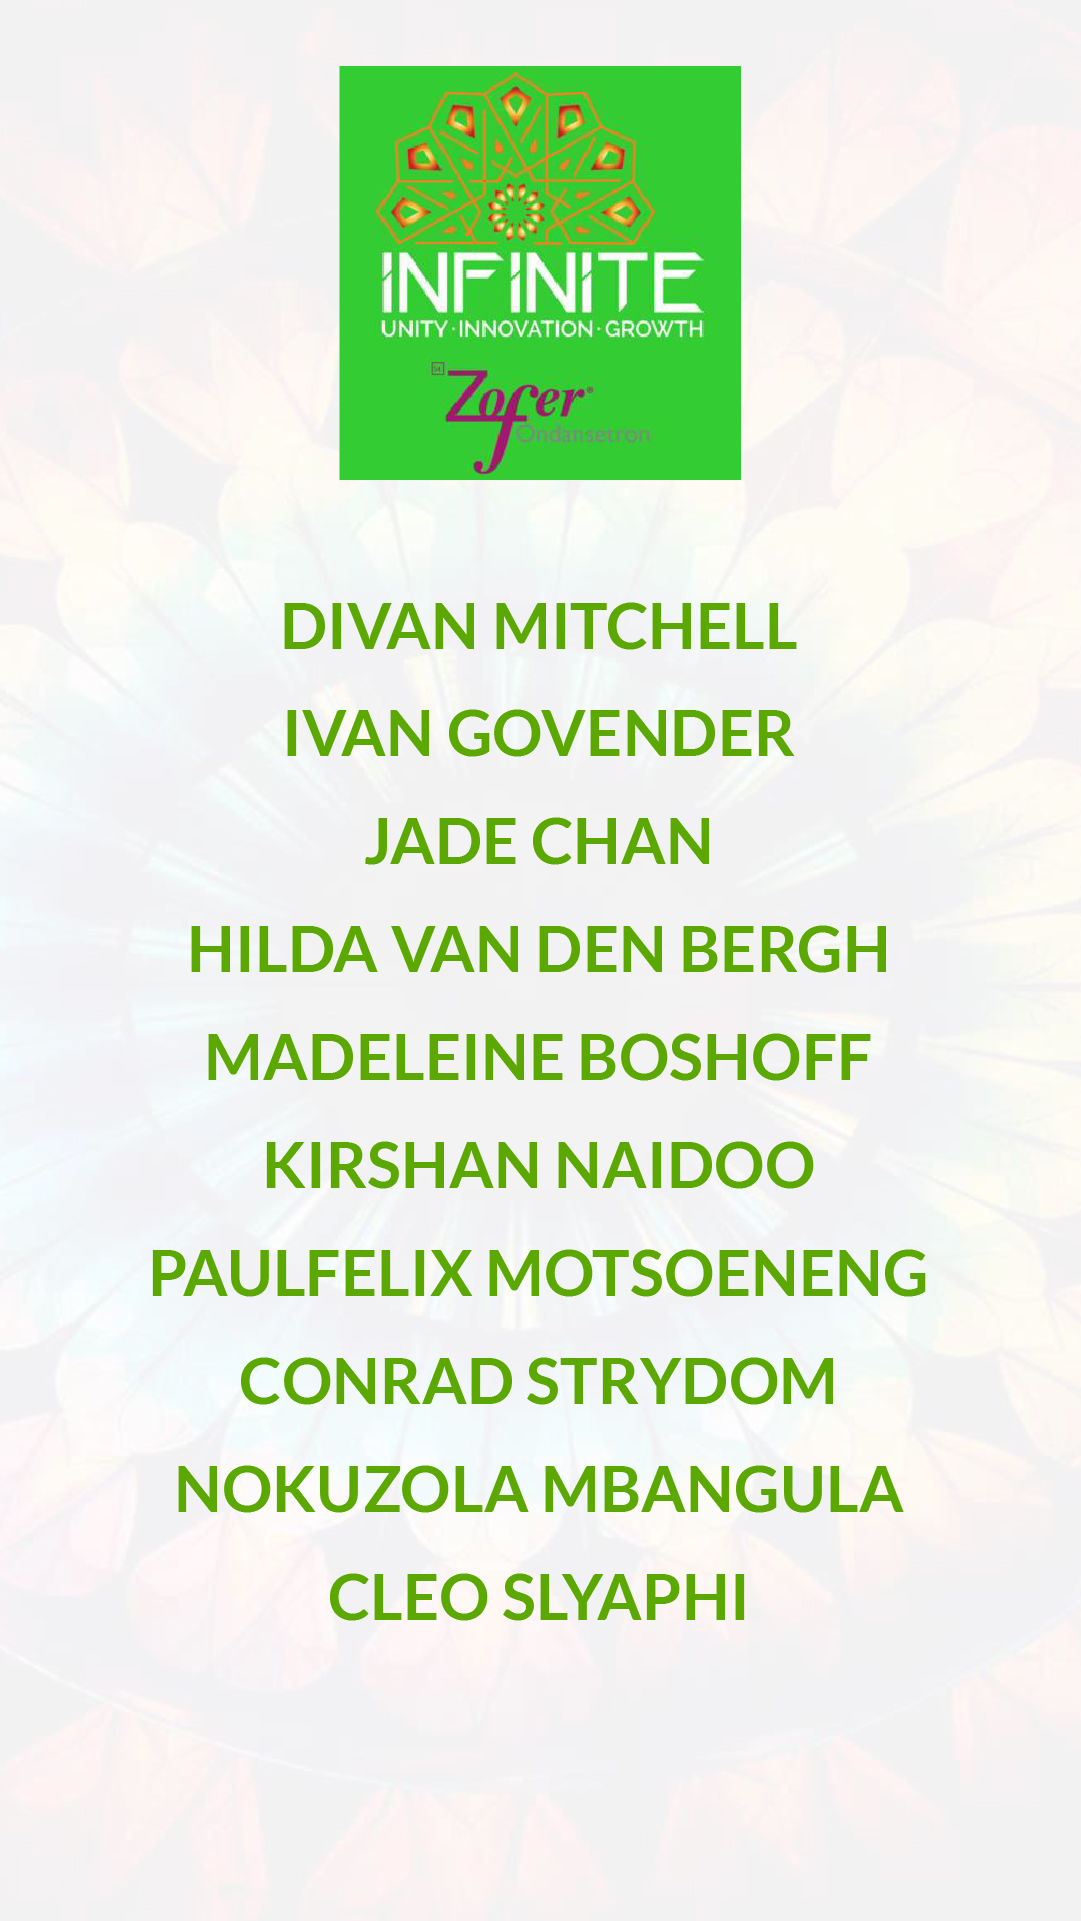 INFINITE
UNITY · INNOVATION · GROWTH
S4
Zofer®
Ondansetron
DIVAN MITCHELL
IVAN GOVENDER
JADE CHAN
HILDA VAN DEN BERGH
MADELEINE BOSHOFF
KIRSHAN NAIDOO
PAULFELIX MOTSOENENG
CONRAD STRYDOM
NOKUZOLA MBANGULA
CLEO SLYAPHI